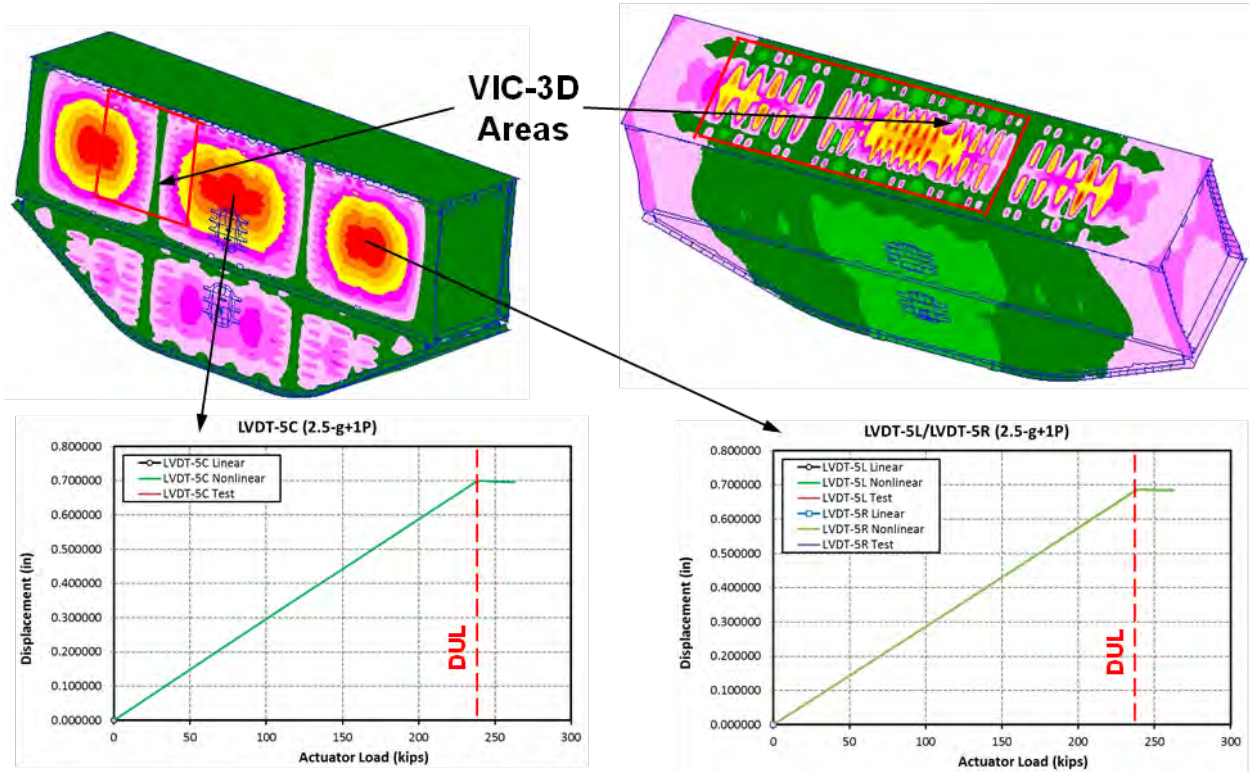 VIC-3D
Areas
LVDT-5C (2.5-g+1P)
0.800000
0.700000
0.600000
0.500000
0.400000
0.300000
0.200000
0.100000
0.000000
Displacement (in)
LVDT-5C Linear
LVDT-5C Nonlinear
LVDT-5C Test
DUL
0 50 100 150 200 250 300
Actuator Load (kips)
LVDT-5L/LVDT-5R (2.5-g+1P)
0.800000
0.700000
0.600000
0.500000
0.400000
0.300000
0.200000
0.100000
0.000000
Displacement (in)
LVDT-5L Linear
LVDT-5L Nonlinear
LVDT-5L Test
LVDT-5R Linear
LVDT-5R Nonlinear
LVDT-5R Test
DUL
0 50 100 150 200 250 300
Actuator Load (kips)